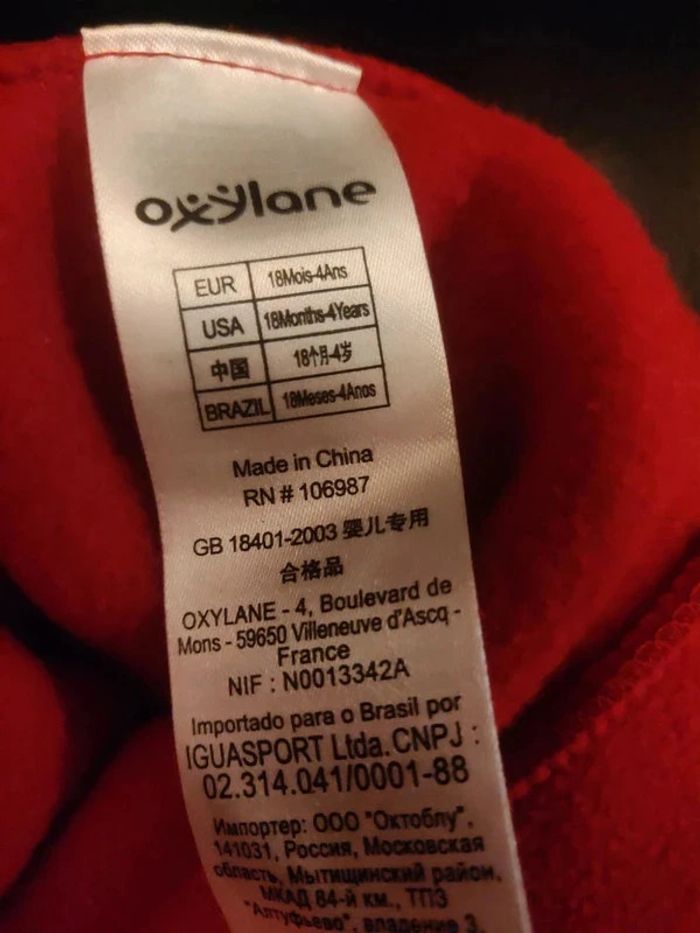 oxylane
EUR 18Mois-4Ans
USA 18Months-4Years
中国 18个月-4岁
BRAZIL 18Meses-4Anos
Made in China
RN # 106987
GB 18401-2003 婴儿专用
合格品
OXYLANE - 4, Boulevard de
Mons - 59650 Villeneuve d'Ascq -
France
NIF : N0013342A
Importado para o Brasil por
IGUASPORT Ltda. CNPJ :
02.314.041/0001-88
Импортер: ООО "Октоблу",
141031, Россия, Московская
область, Мытищинский район,
МКАД 84-й км., ТПЗ
"Алтуфьево", владение 3,